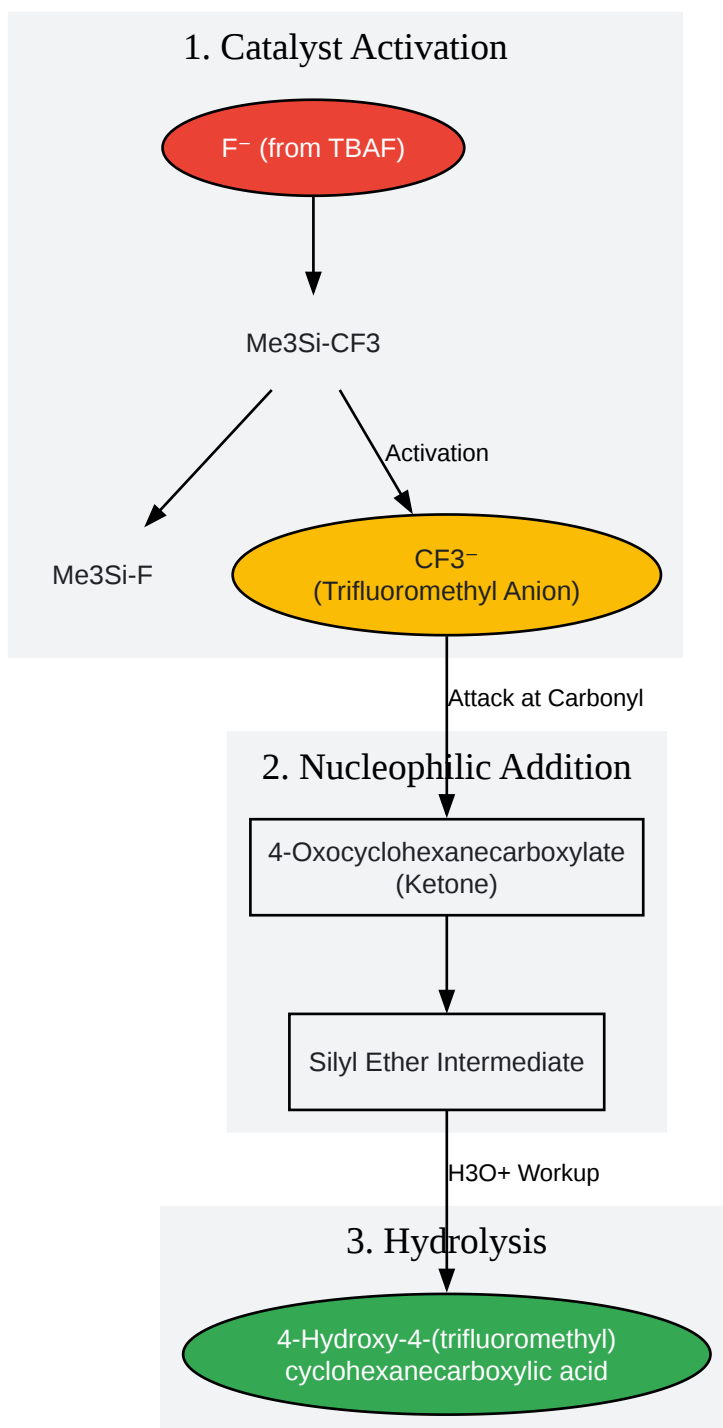 1. Catalyst Activation
F⁻ (from TBAF)
Me3Si-CF3
Activation
Me3Si-F
CF3⁻
(Trifluoromethyl Anion)
Attack at Carbonyl
2. Nucleophilic Addition
4-Oxocyclohexanecarboxylate
(Ketone)
Silyl Ether Intermediate
H3O+ Workup
3. Hydrolysis
4-Hydroxy-4-(trifluoromethyl)
cyclohexanecarboxylic acid